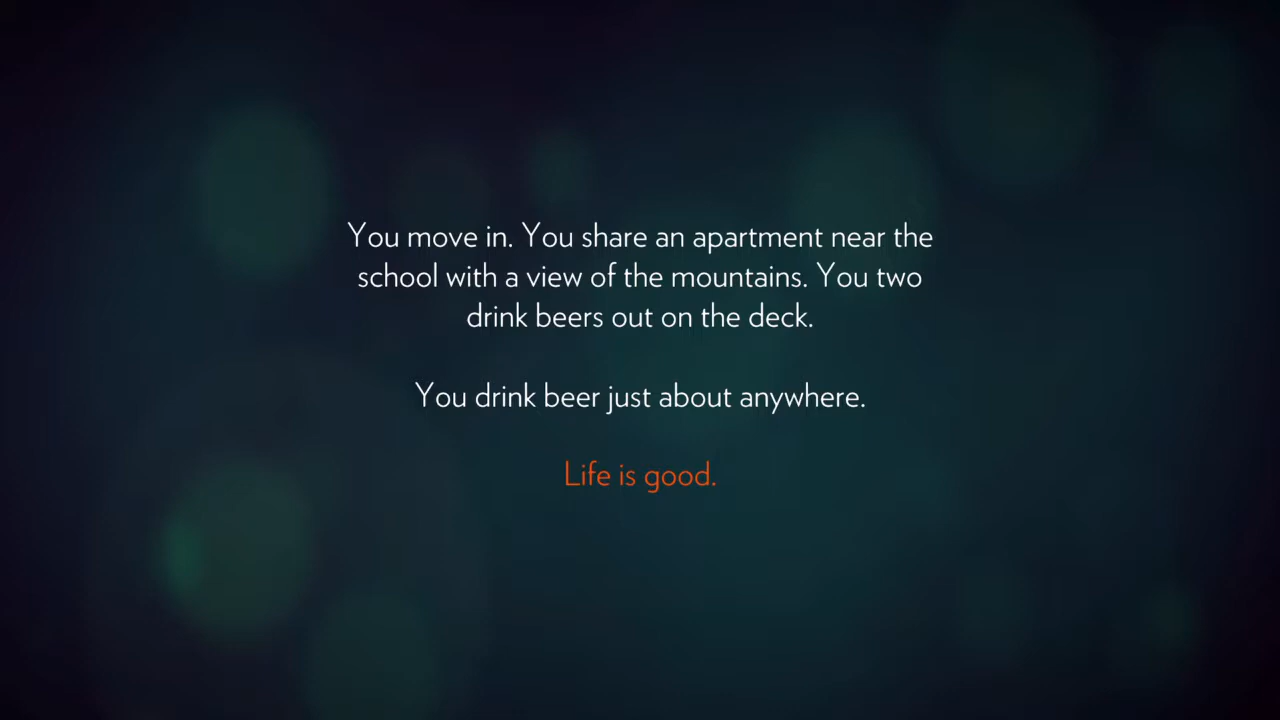 You move in. You share an apartment near the
school with a view of the mountains. You two
drink beers out on the deck.
You drink beer just about anywhere.
Life is good.